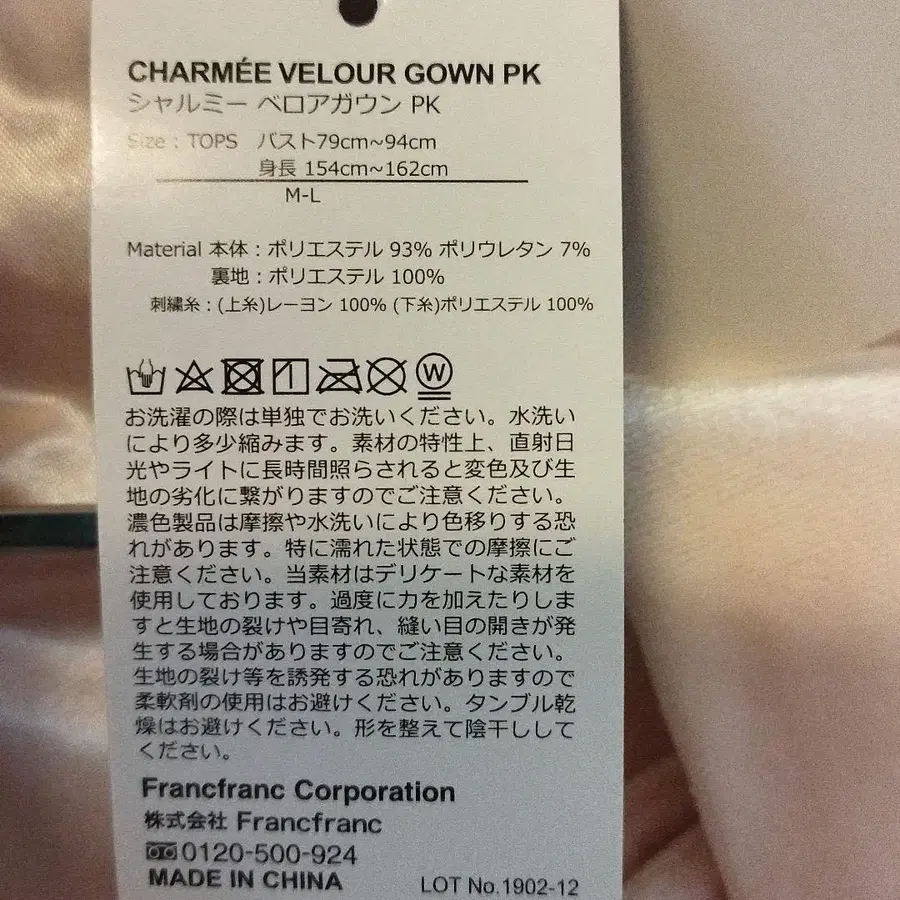 CHARMÉE VELOUR GOWN PK
シャルミー ベロアガウン PK
Size : TOPS バスト79cm~94cm
身長 154cm~162cm
M-L
Material 本体 : ポリエステル 93% ポリウレタン 7%
裏地 : ポリエステル 100%
刺繍糸 : (上糸)レーヨン 100% (下糸)ポリエステル 100%
W
お洗濯の際は単独でお洗いください。水洗い
により多少縮みます。素材の特性上、直射日
光やライトに長時間照らされると変色及び生
地の劣化に繋がりますのでご注意ください。
濃色製品は摩擦や水洗いにより色移りする恐
れがあります。特に濡れた状態での摩擦にご
注意ください。当素材はデリケートな素材を
使用しております。過度に力を加えたりしま
すと生地の裂けや目寄れ、縫い目の開きが発
生する場合がありますのでご注意ください。
生地の裂け等を誘発する恐れがありますので
柔軟剤の使用はお避けください。タンブル乾
燥はお避けください。形を整えて陰干しして
ください。
Francfranc Corporation
株式会社 Francfranc
0120-500-924
MADE IN CHINA
LOT No.1902-12